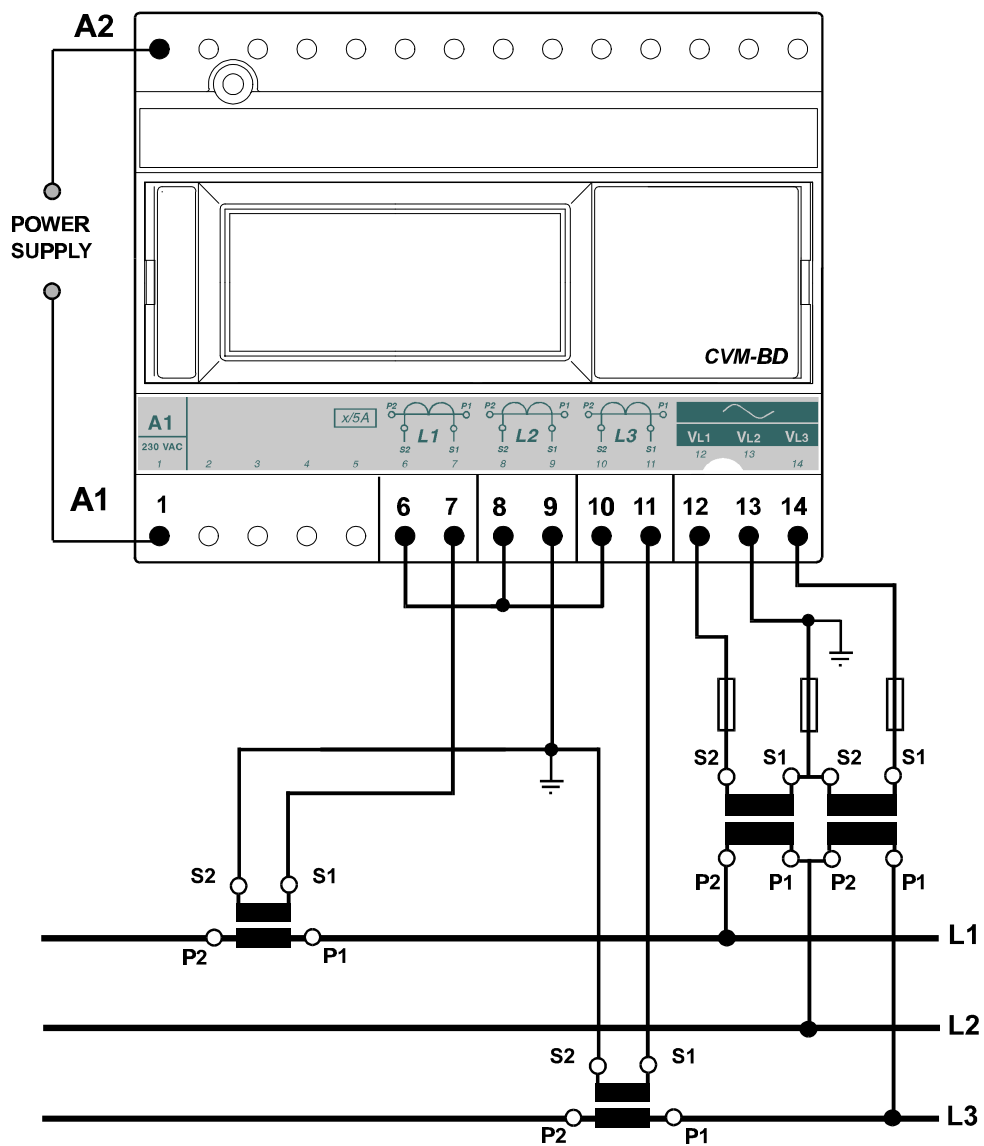 A2
POWER
SUPPLY
CVM-BD
A1
230 VAC
x/5A
P2 P1 P2 P1 P2 P1
L1 L2 L3
S2 S1 S2 S1 S2 S1
VL1 VL2 VL3
1 2 3 4 5 6 7 8 9 10 11 12 13 14
A1
1 6 7 8 9 10 11 12 13 14
S2 S1 S2 S1
P2 P1 P2 P1
S2 S1
P2 P1
L1
L2
S2 S1
P2 P1
L3